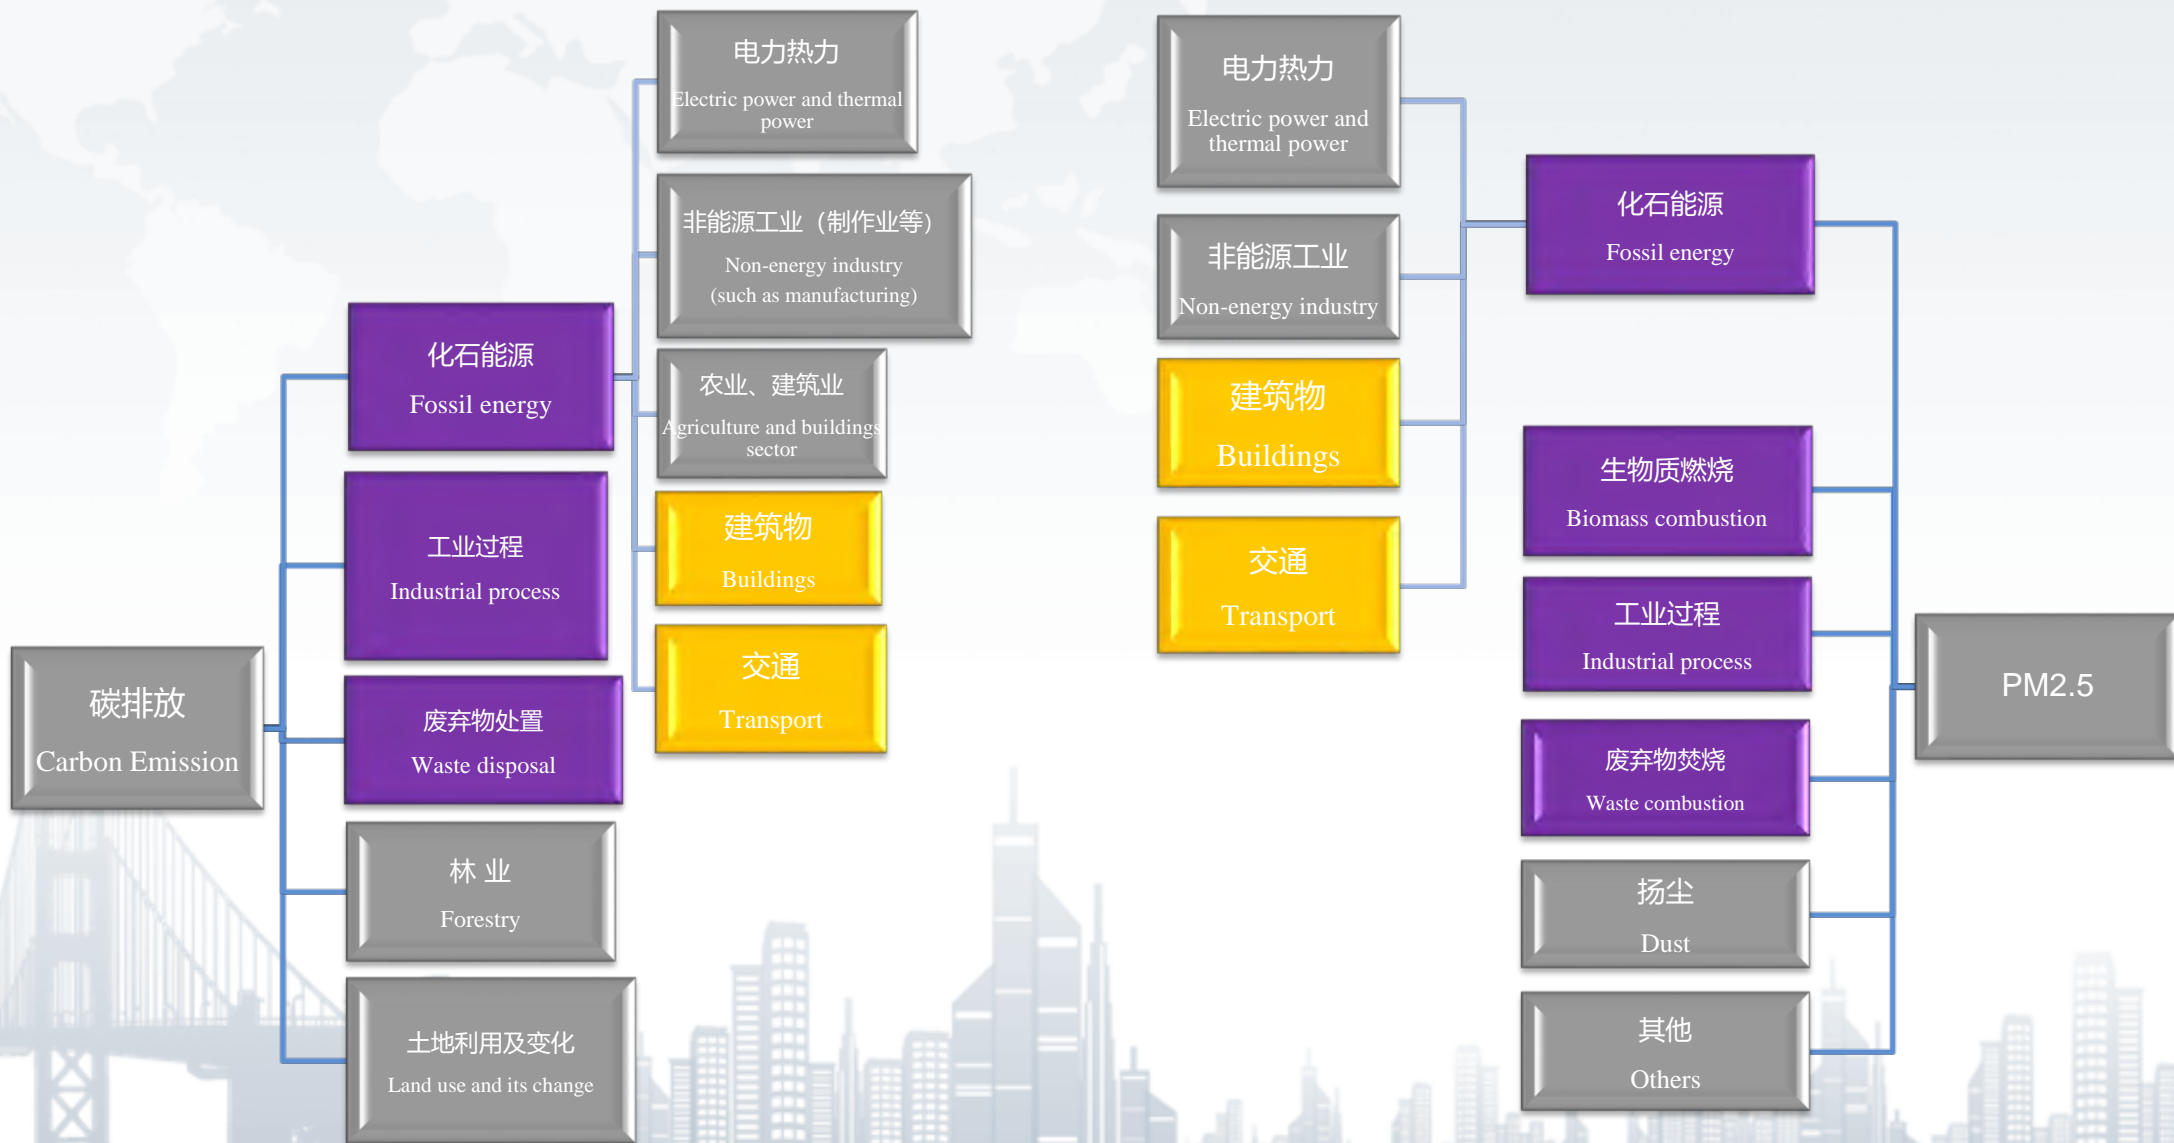 碳排放
Carbon Emission
化石能源
Fossil energy
工业过程
Industrial process
废弃物处置
Waste disposal
林 业
Forestry
土地利用及变化
Land use and its change
电力热力
Electric power and thermal
power
非能源工业（制作业等）
Non-energy industry
(such as manufacturing)
农业、建筑业
Agriculture and buildings
sector
建筑物
Buildings
交通
Transport
电力热力
Electric power and
thermal power
非能源工业
Non-energy industry
建筑物
Buildings
交通
Transport
化石能源
Fossil energy
生物质燃烧
Biomass combustion
工业过程
Industrial process
废弃物焚烧
Waste combustion
扬尘
Dust
其他
Others
PM2.5